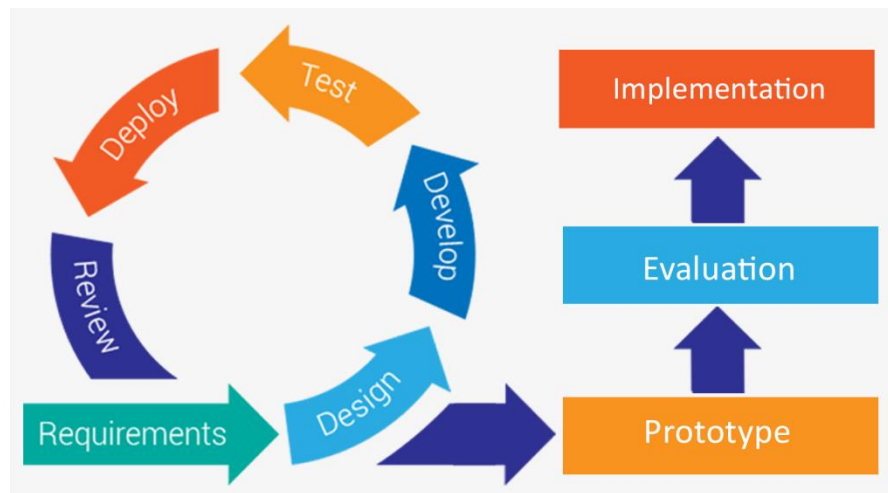 Requirements
Design
Develop
Test
Deploy
Review
Prototype
Evaluation
Implementation